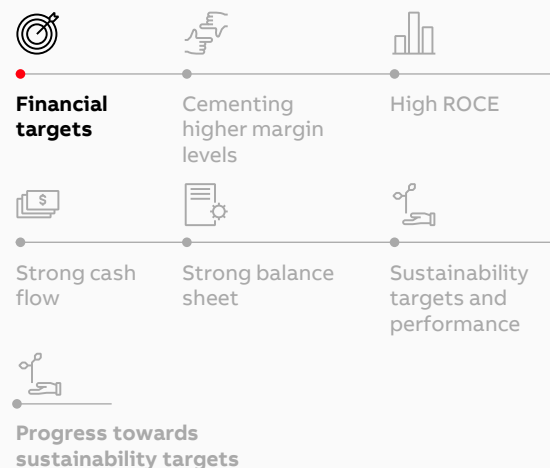 Financial
targets
Cementing
higher margin
levels
High ROCE
$
Strong cash
flow
Strong balance
sheet
Sustainability
targets and
performance
Progress towards
sustainability targets